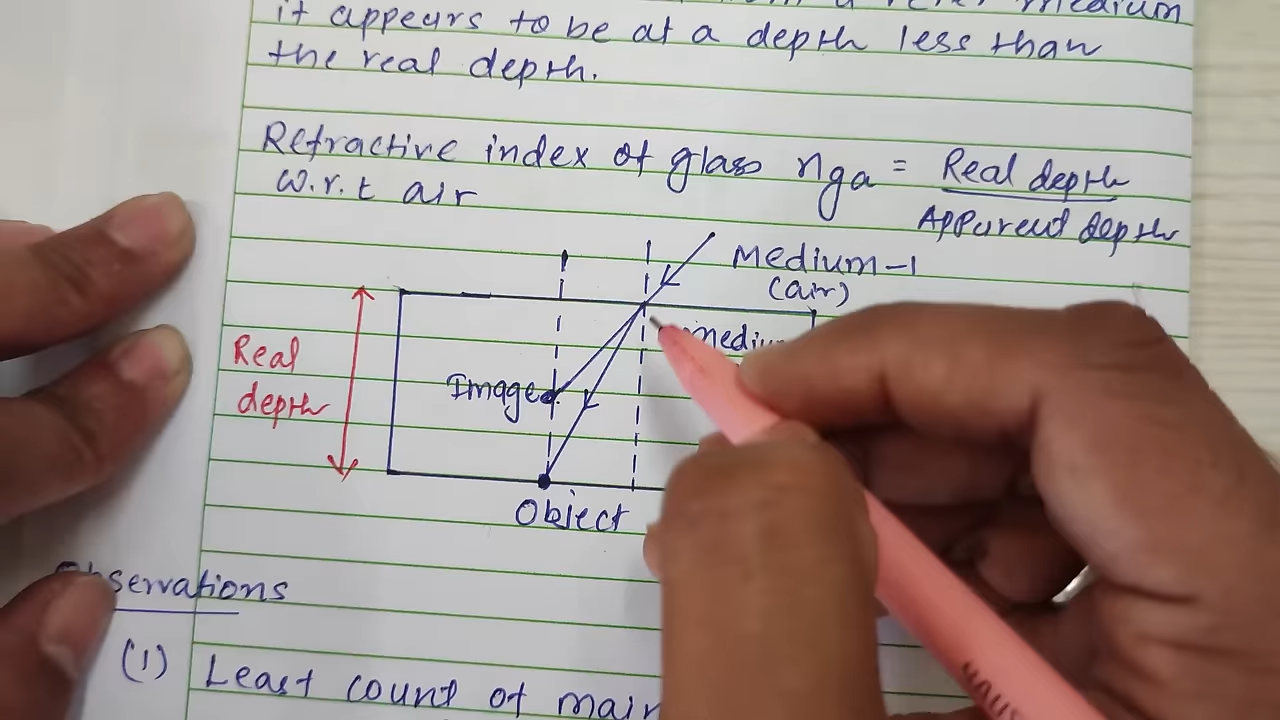 medium
it appears to be at a depth less than
the real depth.
Refractive index of glass nga = Real depth
w.r.t air Apparent depth
Medium-1
(air)
Real
depth
Image
Object
Observations
(1) Least count of main